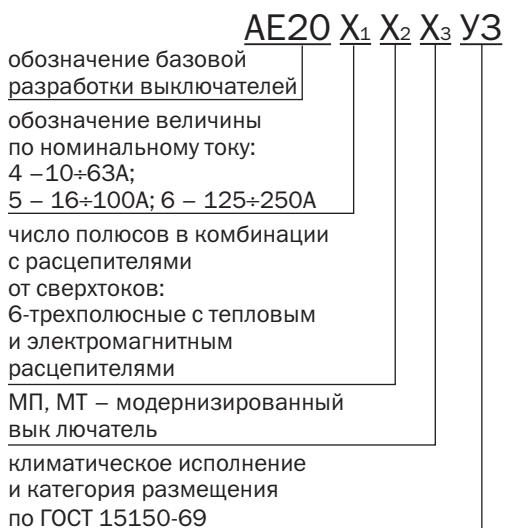 АЕ20 Х1 Х2 Х3 У3
обозначение базовой
разработки выключателей
обозначение величины
по номинальному току:
4 –10÷63А;
5 – 16÷100А; 6 – 125÷250А
число полюсов в комбинации
с расцепителями
от сверхтоков:
6-трехполюсные с тепловым
и электромагнитным
расцепителями
МП, МТ – модернизированный
вык лючатель
климатическое исполнение
и категория размещения
по ГОСТ 15150-69